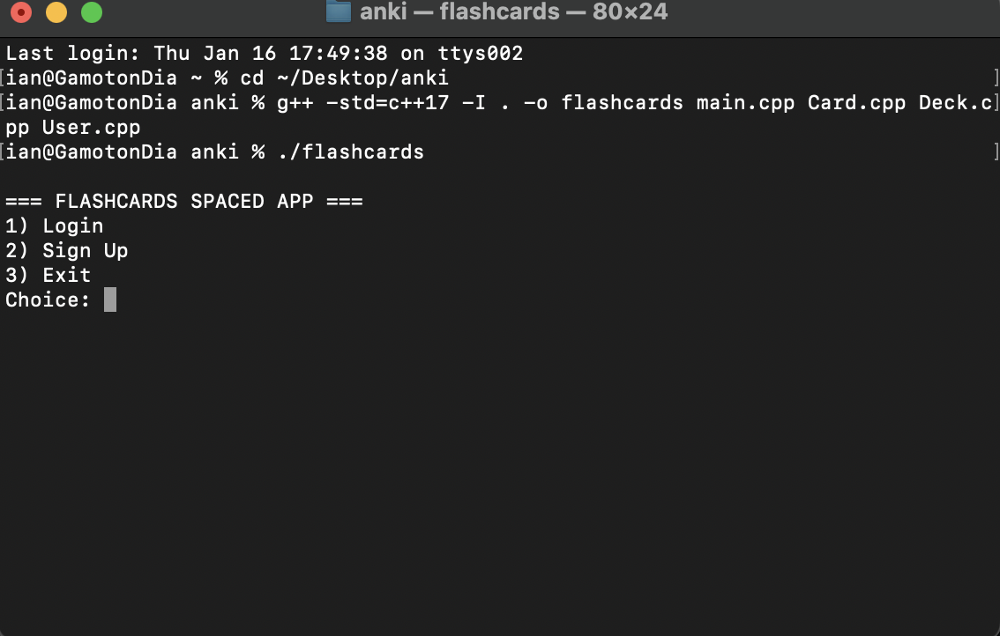 anki — flashcards — 80×24
Last login: Thu Jan 16 17:49:38 on ttys002
[ian@GamotonDia ~ % cd ~/Desktop/anki ]
[ian@GamotonDia anki % g++ -std=c++17 -I . -o flashcards main.cpp Card.cpp Deck.c]
pp User.cpp
[ian@GamotonDia anki % ./flashcards ]
=== FLASHCARDS SPACED APP ===
1) Login
2) Sign Up
3) Exit
Choice: